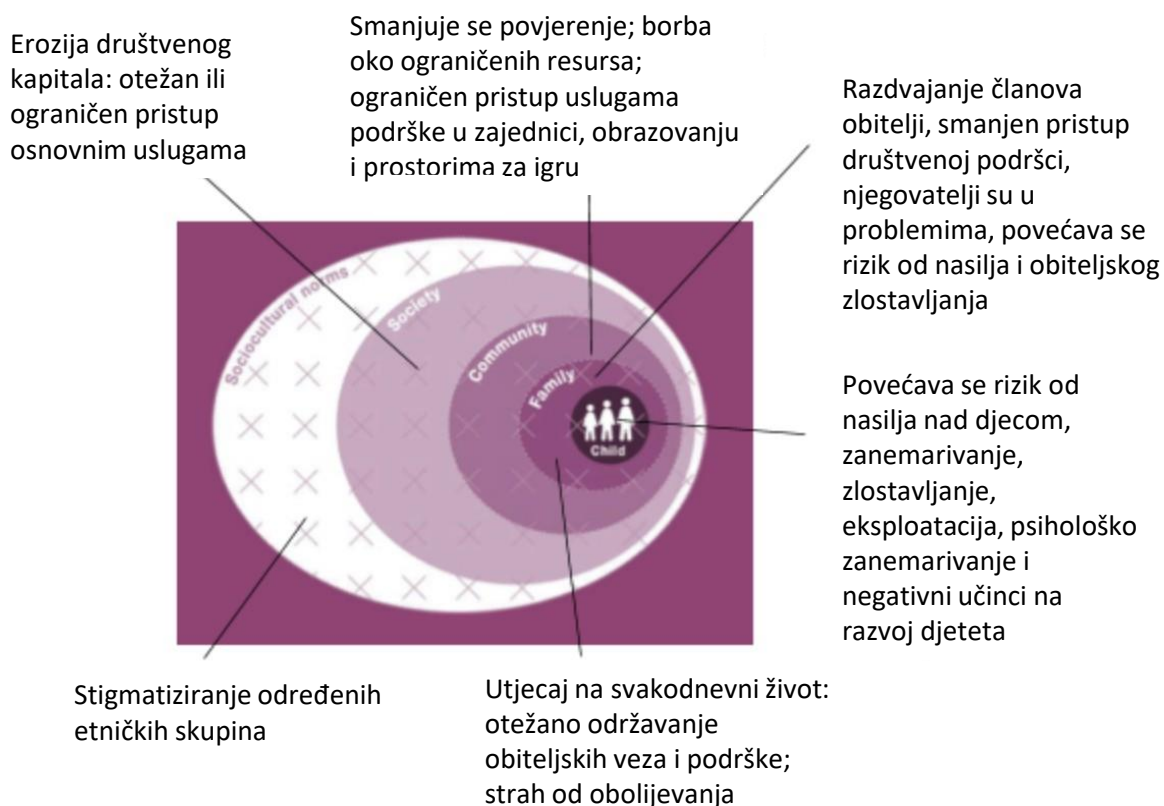 Erozija društvenog
kapitala: otežan ili
ograničen pristup
osnovnim uslugama
Smanjuje se povjerenje; borba
oko ograničenih resursa;
ograničen pristup uslugama
podrške u zajednici, obrazovanju
i prostorima za igru
Razdvajanje članova
obitelji, smanjen pristup
društvenoj podršci,
njegovatelji su u
problemima, povećava se
rizik od nasilja i obiteljskog
zlostavljanja
Sociocultural norms
Society
Community
Family
Child
Povećava se rizik od
nasilja nad djecom,
zanemarivanje,
zlostavljanje,
eksploatacija, psihološko
zanemarivanje i
negativni učinci na
razvoj djeteta
Stigmatiziranje određenih
etničkih skupina
Utjecaj na svakodnevni život:
otežano održavanje
obiteljskih veza i podrške;
strah od obolijevanja